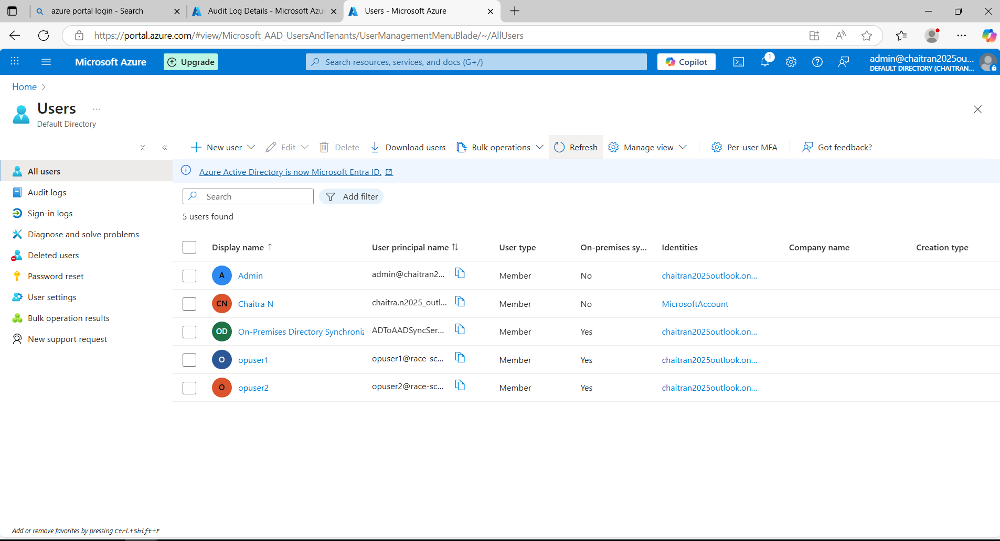 azure portal login - Search
Audit Log Details - Microsoft Azu
Users - Microsoft Azure
https://portal.azure.com/#view/Microsoft_AAD_UsersAndTenants/UserManagementMenuBlade/~/AllUsers
Microsoft Azure
Upgrade
Search resources, services, and docs (G+/)
Copilot
1
admin@chaitran2025ou...
DEFAULT DIRECTORY (CHAITRAN...
Home
Users
...
Default Directory
New user
Edit
Delete
Download users
Bulk operations
Refresh
Manage view
Per-user MFA
Got feedback?
All users
Audit logs
Sign-in logs
Diagnose and solve problems
Deleted users
Password reset
User settings
Bulk operation results
New support request
Azure Active Directory is now Microsoft Entra ID.
Search
Add filter
5 users found
Display name User principal name User type On-premises sy... Identities Company name Creation type
A Admin admin@chaitran2... Member No chaitran2025outlook.on...
CN Chaitra N chaitra.n2025_outl... Member No MicrosoftAccount
OD On-Premises Directory Synchroniz ADToAADSyncSer... Member Yes chaitran2025outlook.on...
O opuser1 opuser1@race-sc... Member Yes chaitran2025outlook.on...
O opuser2 opuser2@race-sc... Member Yes chaitran2025outlook.on...
Add or remove favorites by pressing Ctrl+Shift+F